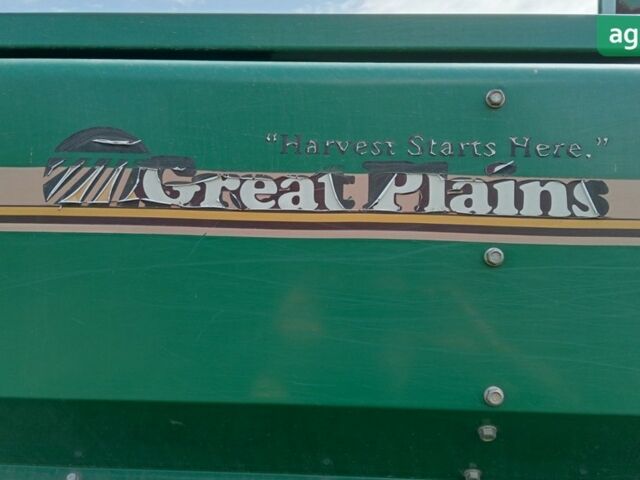 ag
“Harvest Starts Here.”
Great Plains